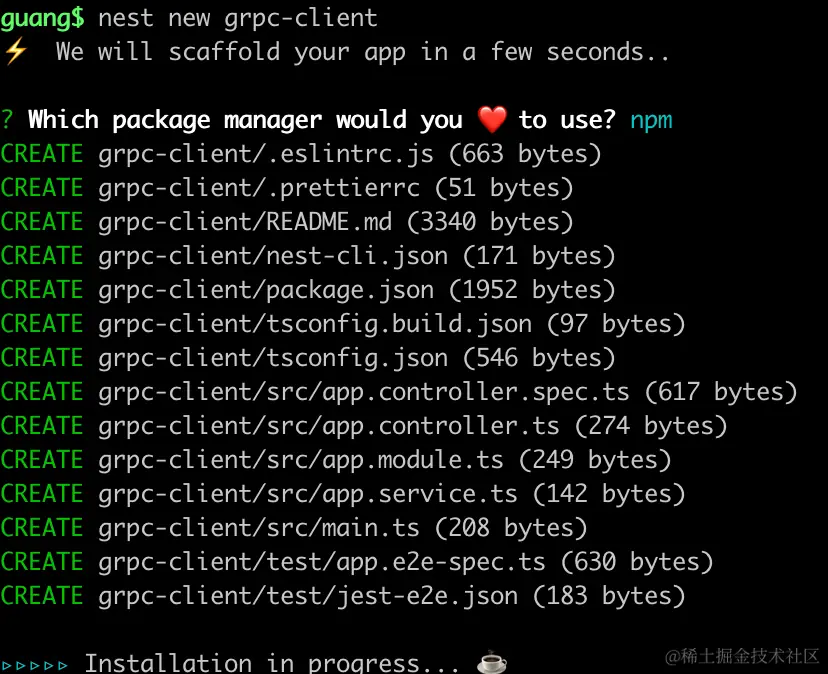 guang$ nest new grpc-client
⚡ We will scaffold your app in a few seconds..
? Which package manager would you ❤️ to use? npm
CREATE grpc-client/.eslintrc.js (663 bytes)
CREATE grpc-client/.prettierrc (51 bytes)
CREATE grpc-client/README.md (3340 bytes)
CREATE grpc-client/nest-cli.json (171 bytes)
CREATE grpc-client/package.json (1952 bytes)
CREATE grpc-client/tsconfig.build.json (97 bytes)
CREATE grpc-client/tsconfig.json (546 bytes)
CREATE grpc-client/src/app.controller.spec.ts (617 bytes)
CREATE grpc-client/src/app.controller.ts (274 bytes)
CREATE grpc-client/src/app.module.ts (249 bytes)
CREATE grpc-client/src/app.service.ts (142 bytes)
CREATE grpc-client/src/main.ts (208 bytes)
CREATE grpc-client/test/app.e2e-spec.ts (630 bytes)
CREATE grpc-client/test/jest-e2e.json (183 bytes)
▹▹▹▹▹ Installation in progress... ☕
@稀土掘金技术社区